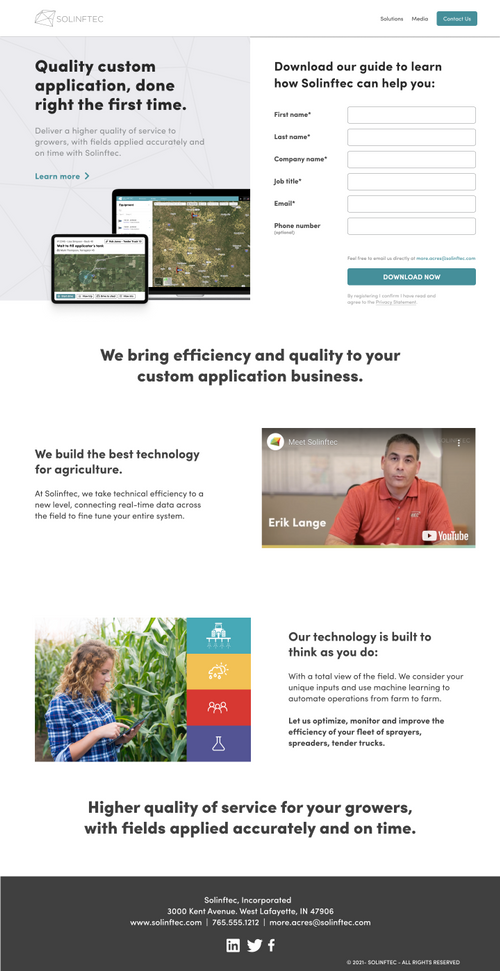 SOLINFTEC
Solutions
Media
Contact Us
Quality custom
application, done
right the first time.
Deliver a higher quality of service to
growers, with fields applied accurately and
on time with Solinftec.
Learn more
Equipment
Download our guide to learn
how Solinftec can help you:
First name*
Last name*
Company name*
Job title*
Email*
Phone number
(optional)
Feel free to email us directly at more.acres@solinftec.com
DOWNLOAD NOW
By registering I confirm I have read and
agree to the Privacy Statement.
We bring efficiency and quality to your
custom application business.
We build the best technology
for agriculture.
At Solinftec, we take technical efficiency to a
new level, connecting real-time data across
the field to fine tune your entire system.
Meet Solinftec
SOLINFTEC
Erik Lange
YouTube
Our technology is built to
think as you do:
With a total view of the field. We consider your
unique inputs and use machine learning to
automate operations from farm to farm.
Let us optimize, monitor and improve the
efficiency of your fleet of sprayers,
spreaders, tender trucks.
Higher quality of service for your growers,
with fields applied accurately and on time.
Solinftec, Incorporated
3000 Kent Avenue. West Lafayette, IN 47906
www.solinftec.com | 765.555.1212 | more.acres@solinftec.com
© 2021- SOLINFTEC - ALL RIGHTS RESERVED